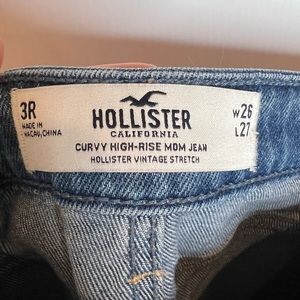 3R
MADE IN
MACAU, CHINA
HOLLISTER
CALIFORNIA
CURVY HIGH-RISE MOM JEAN
HOLLISTER VINTAGE STRETCH
W26
L27